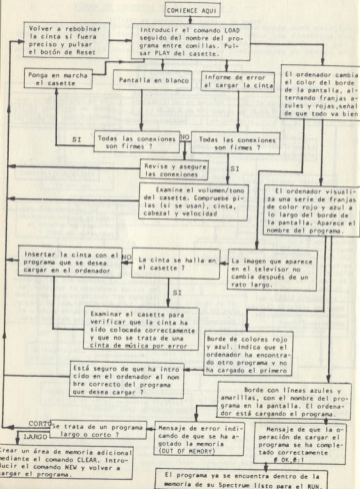 COMIENCE AQUI
Volver a rebobinar
la cinta si fuera
preciso y pulsar
el botón de Reset
Introducir el comando LOAD
seguido del nombre del pro-
grama entre comillas. Pul-
sar PLAY del casette.
Ponga en marcha
el casette
Pantalla en blanco
Informe de error
al cargar la cinta
El ordenador cambia
el color del borde
de la pantalla, al-
ternando franjas a-
zules y rojas,señal
de que todo va bien
SI
Todas las conexiones
son firmes ?
NO
Todas las conexiones
son firmes ?
Revise y asegure
las conexiones
SI
Examine el volumen/tono
del casette. Compruebe pi-
las (si se usan), cinta,
cabezal y velocidad
El ordenador visuali-
za una serie de franjas
de color rojo y azul a
lo largo del borde de
la pantalla. Aparece el
nombre del programa.
Insertar la cinta con el
programa que se desea
cargar en el ordenador
NO
La cinta se halla en
el casette ?
La imagen que aparece
en el televisor no
cambia después de un
rato largo.
SI
Examinar el casette para
verificar que la cinta ha
sido colocada correctamente
y que no se trata de una
cinta de música por error
Borde de colores rojo
y azul. Indica que el
ordenador ha encontra-
do otro programa y no
ha cargado el primero
Está seguro de que ha intro
cido en el ordenador al nom
bre correcto del programa
que desea cargar ?
Borde con líneas azules y
amarillas, con el nombre del pro-
grama en la pantalla. El ordena-
dor está cargando el programa.
CORTO
LARGO
Se trata de un programa
largo o corto ?
Mensaje de error indi-
cando de que se ha a-
gotado la memoria
(OUT OF MEMORY)
Mensaje de que la o-
peración de cargar el
programa se ha comple-
tado correctamente
Crear un área de memoria adicional
mediante el comando CLEAR. Intro-
ducir el comando NEW y volver a
cargar el programa.
El programa ya se encuentra dentro de la
memoria de su Spectrum listo para el RUN.